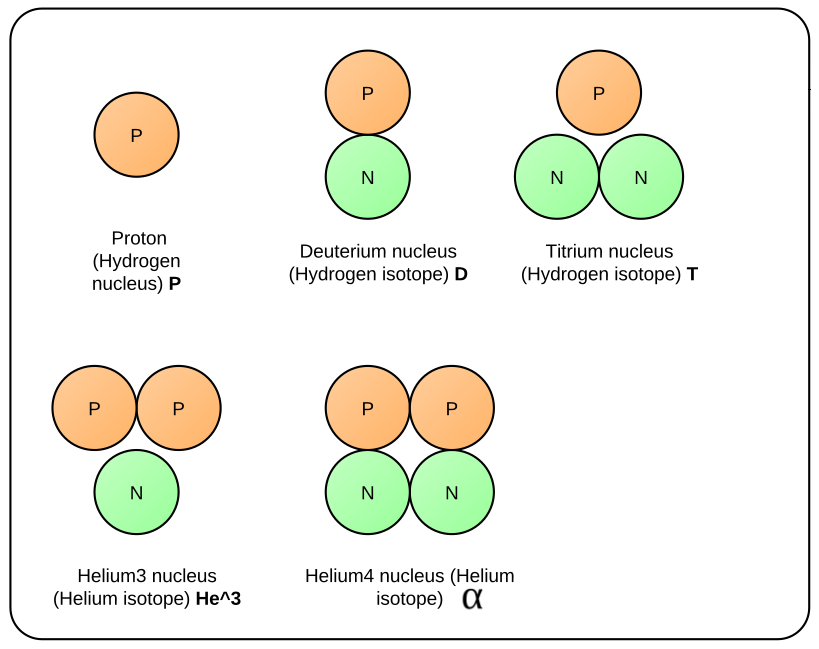 P
P
N
P
N N
Proton
(Hydrogen
nucleus) P
Deuterium nucleus
(Hydrogen isotope) D
Titrium nucleus
(Hydrogen isotope) T
P P
N
P P
N N
Helium3 nucleus
(Helium isotope) He^3
Helium4 nucleus (Helium
isotope) α